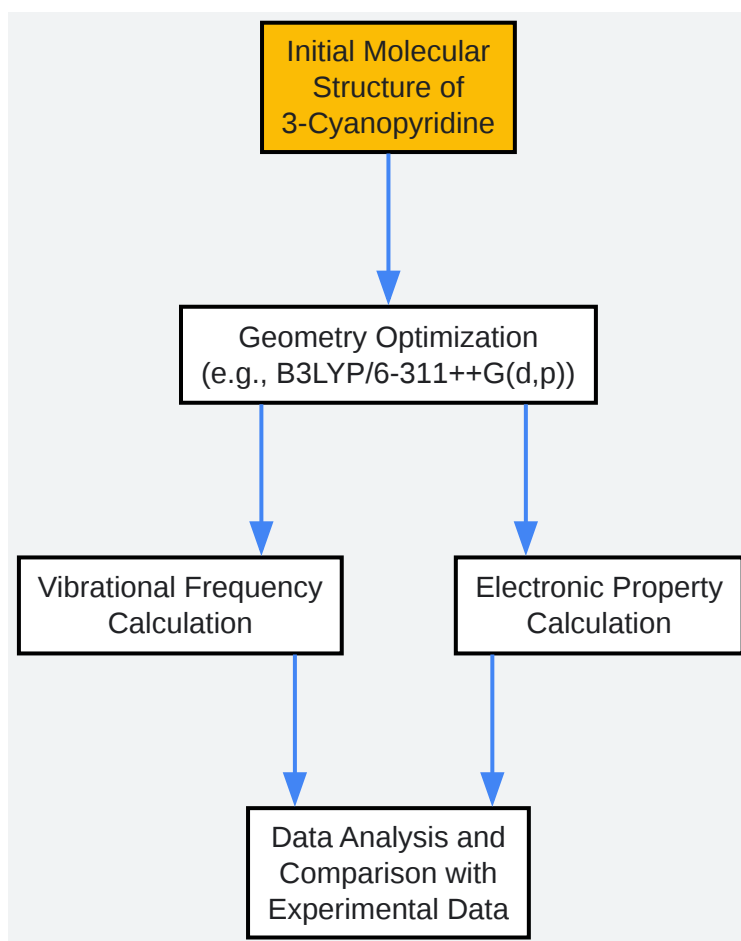 Initial Molecular
Structure of
3-Cyanopyridine
Geometry Optimization
(e.g., B3LYP/6-311++G(d,p))
Vibrational Frequency
Calculation
Electronic Property
Calculation
Data Analysis and
Comparison with
Experimental Data